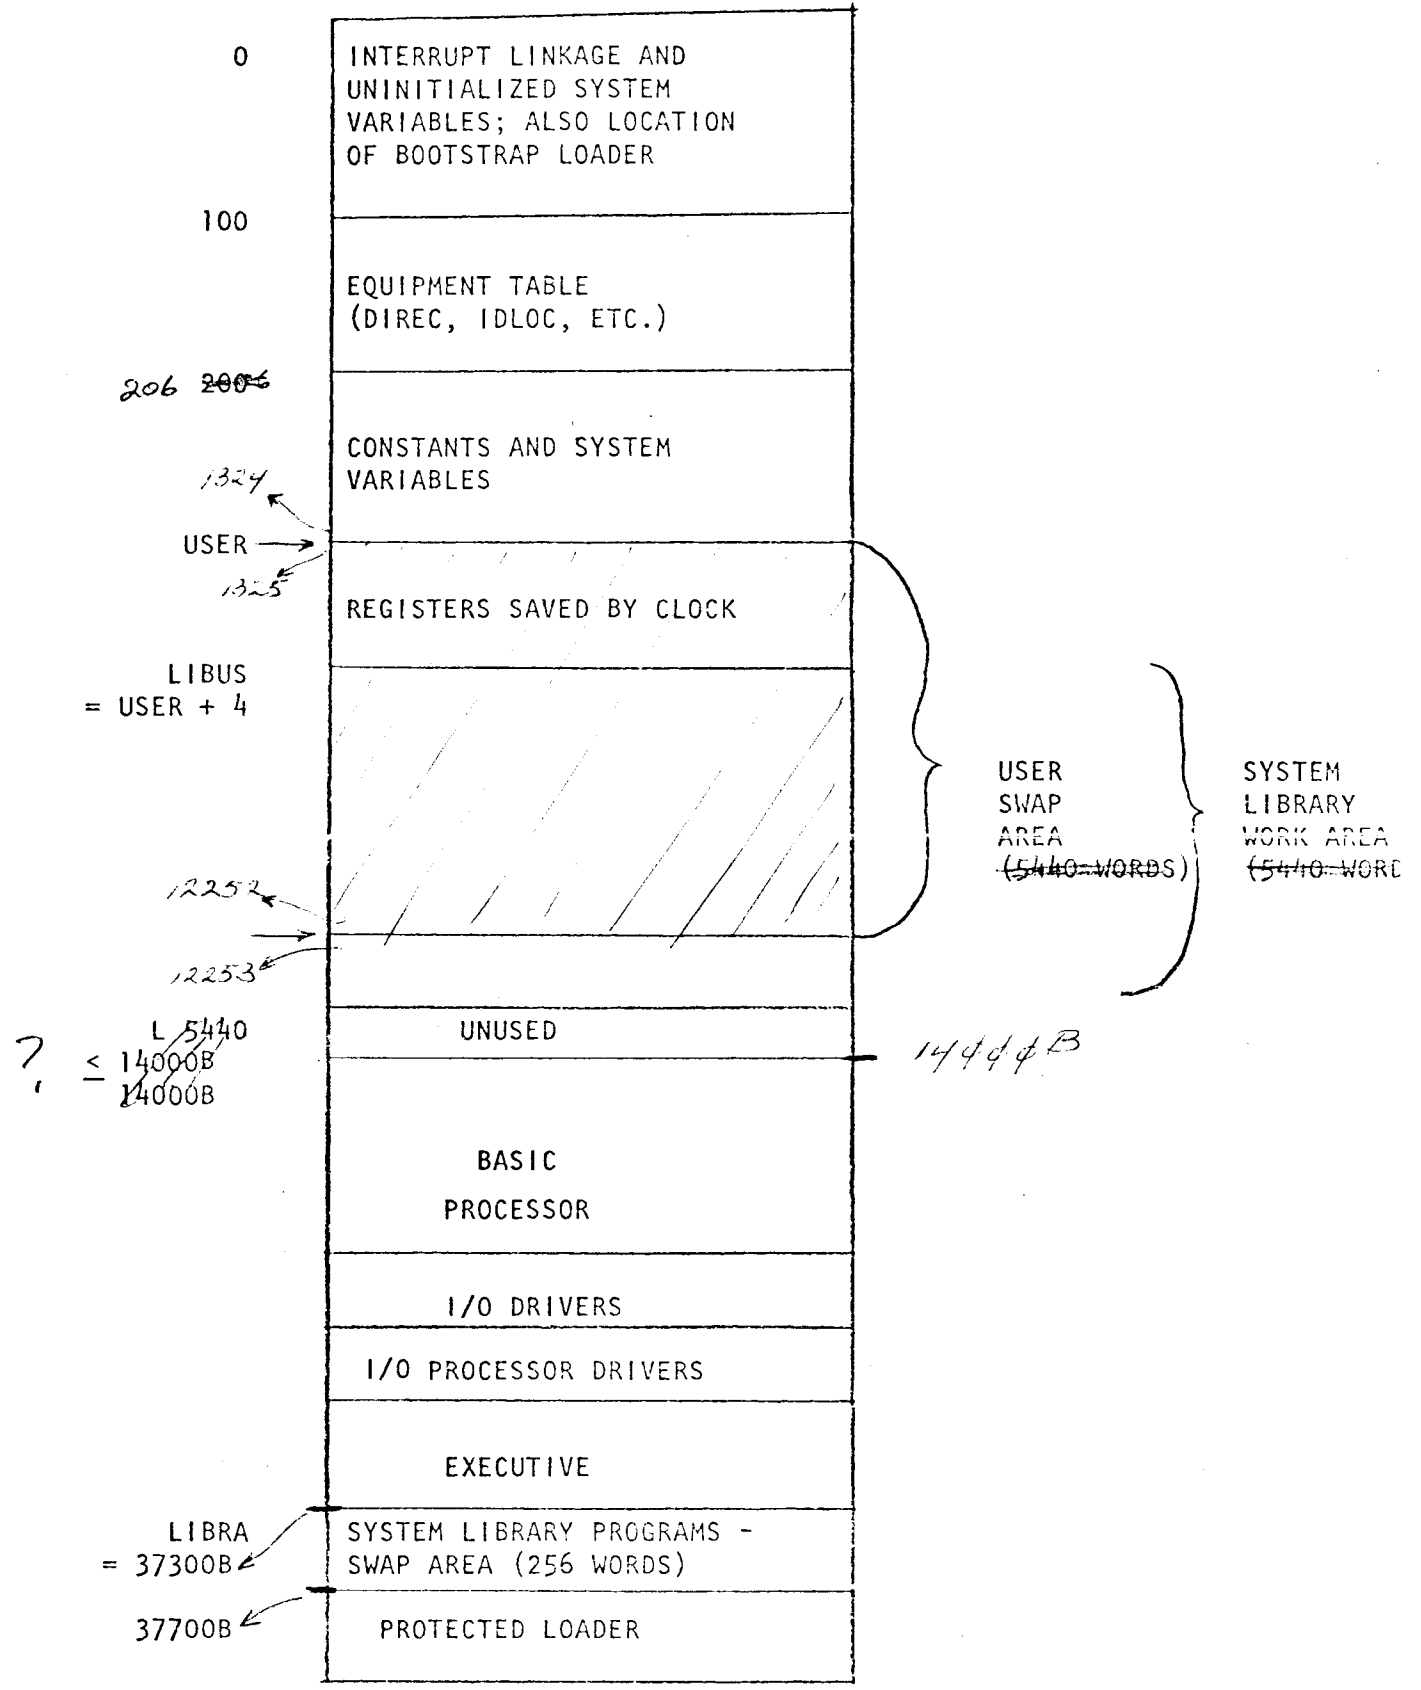 0
INTERRUPT LINKAGE AND
UNINITIALIZED SYSTEM
VARIABLES; ALSO LOCATION
OF BOOTSTRAP LOADER
100
EQUIPMENT TABLE
(DIREC, IDLOC, ETC.)
206 2006
CONSTANTS AND SYSTEM
VARIABLES
1324
USER
1325
REGISTERS SAVED BY CLOCK
LIBUS
= USER + 4
USER
SWAP
AREA
(5440 WORDS)
SYSTEM
LIBRARY
WORK AREA
(5440 WORD
12252
12253
L 5440
? ≤ 14000B
14000B
UNUSED
14000B
BASIC
PROCESSOR
I/O DRIVERS
I/O PROCESSOR DRIVERS
EXECUTIVE
LIBRA
= 37300B
SYSTEM LIBRARY PROGRAMS -
SWAP AREA (256 WORDS)
37700B
PROTECTED LOADER